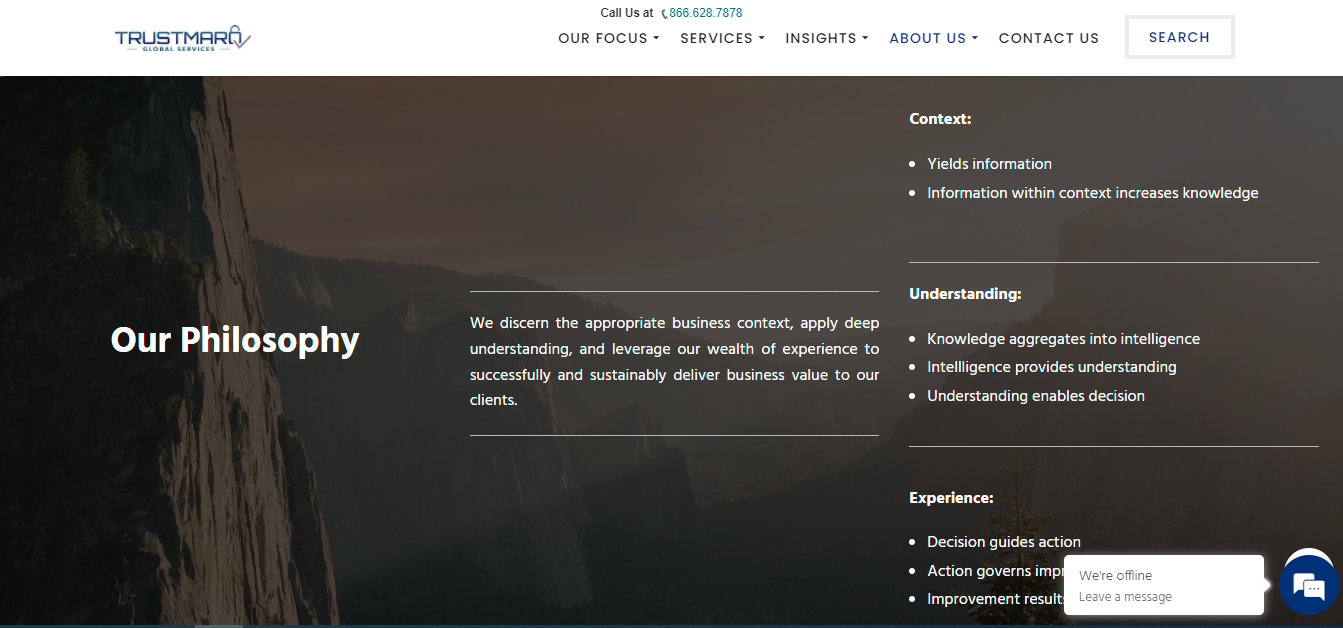 Call Us at 866.628.7878
TRUSTMARQ
GLOBAL SERVICES
OUR FOCUS
SERVICES
INSIGHTS
ABOUT US
CONTACT US
SEARCH
Our Philosophy
We discern the appropriate business context, apply deep
understanding, and leverage our wealth of experience to
successfully and sustainably deliver business value to our
clients.
Context:
Yields information
Information within context increases knowledge
Understanding:
Knowledge aggregates into intelligence
Intellligence provides understanding
Understanding enables decision
Experience:
Decision guides action
Action governs
Improvement
We're offline
Leave a message